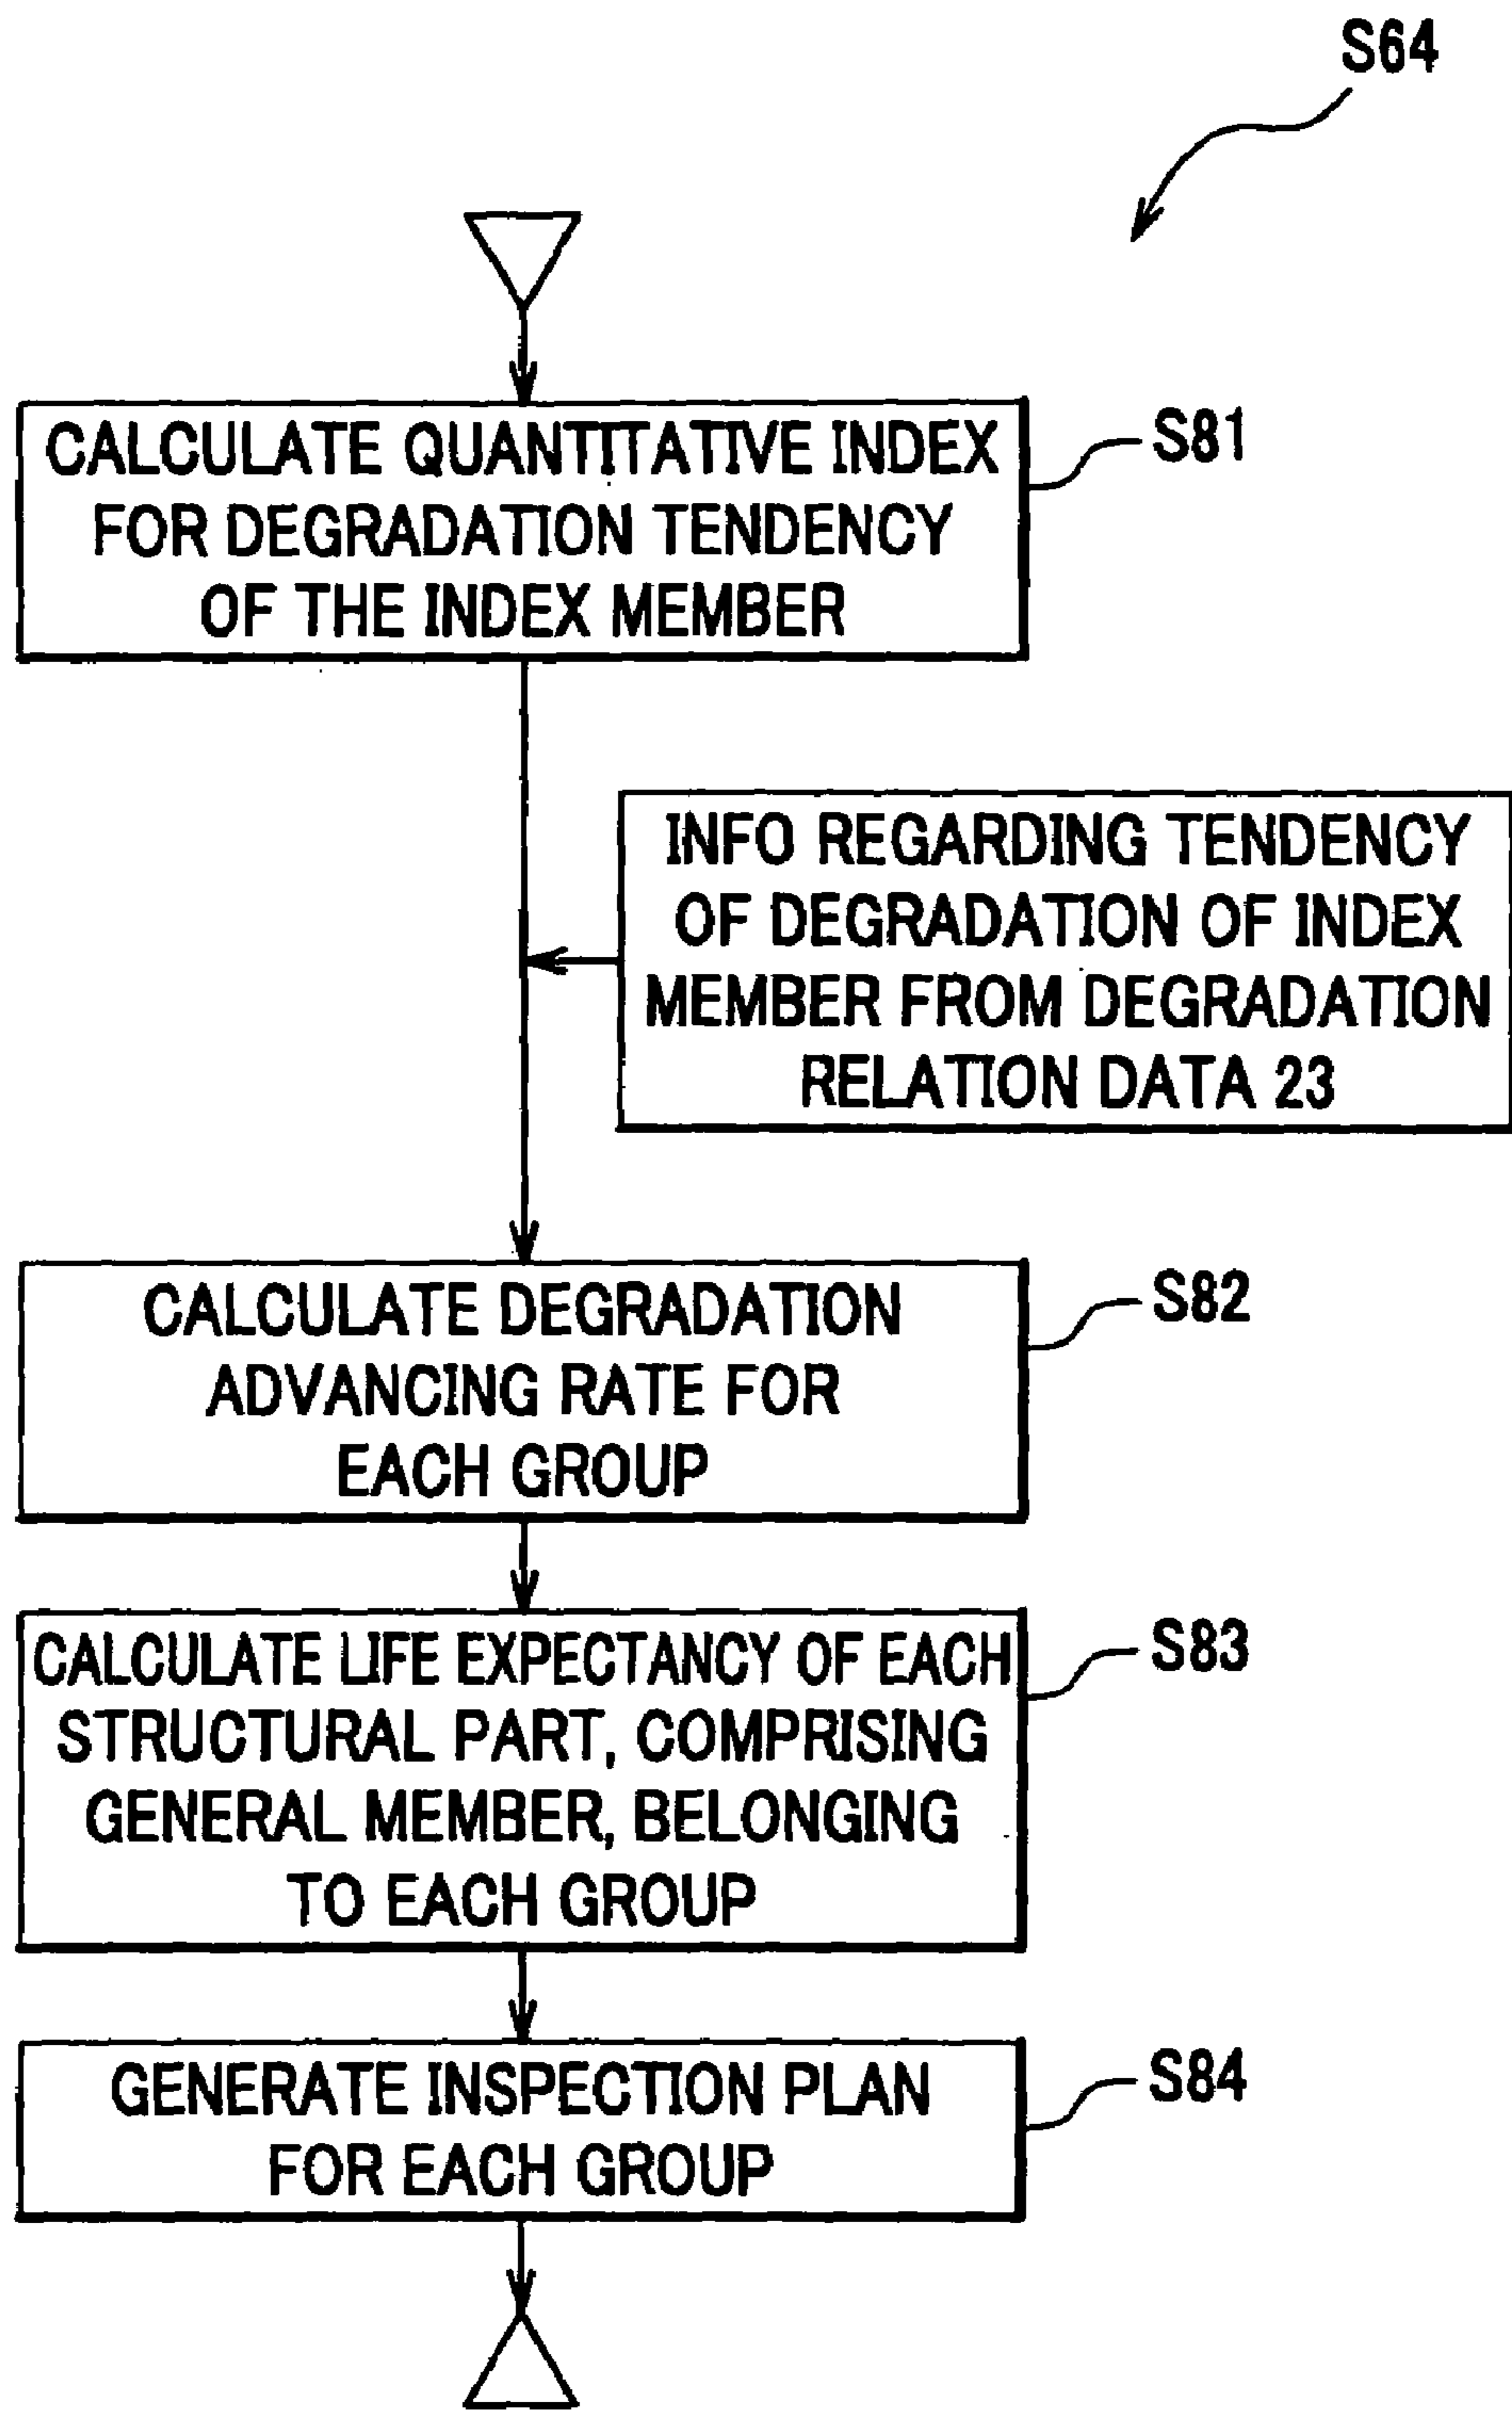 S64
CALCULATE QUANTITATIVE INDEX
FOR DEGRADATION TENDENCY
OF THE INDEX MEMBER
S81
INFO REGARDING TENDENCY
OF DEGRADATION OF INDEX
MEMBER FROM DEGRADATION
RELATION DATA 23
CALCULATE DEGRADATION
ADVANCING RATE FOR
EACH GROUP
S82
CALCULATE LIFE EXPECTANCY OF EACH
STRUCTURAL PART, COMPRISING
GENERAL MEMBER, BELONGING
TO EACH GROUP
S83
GENERATE INSPECTION PLAN
FOR EACH GROUP
S84